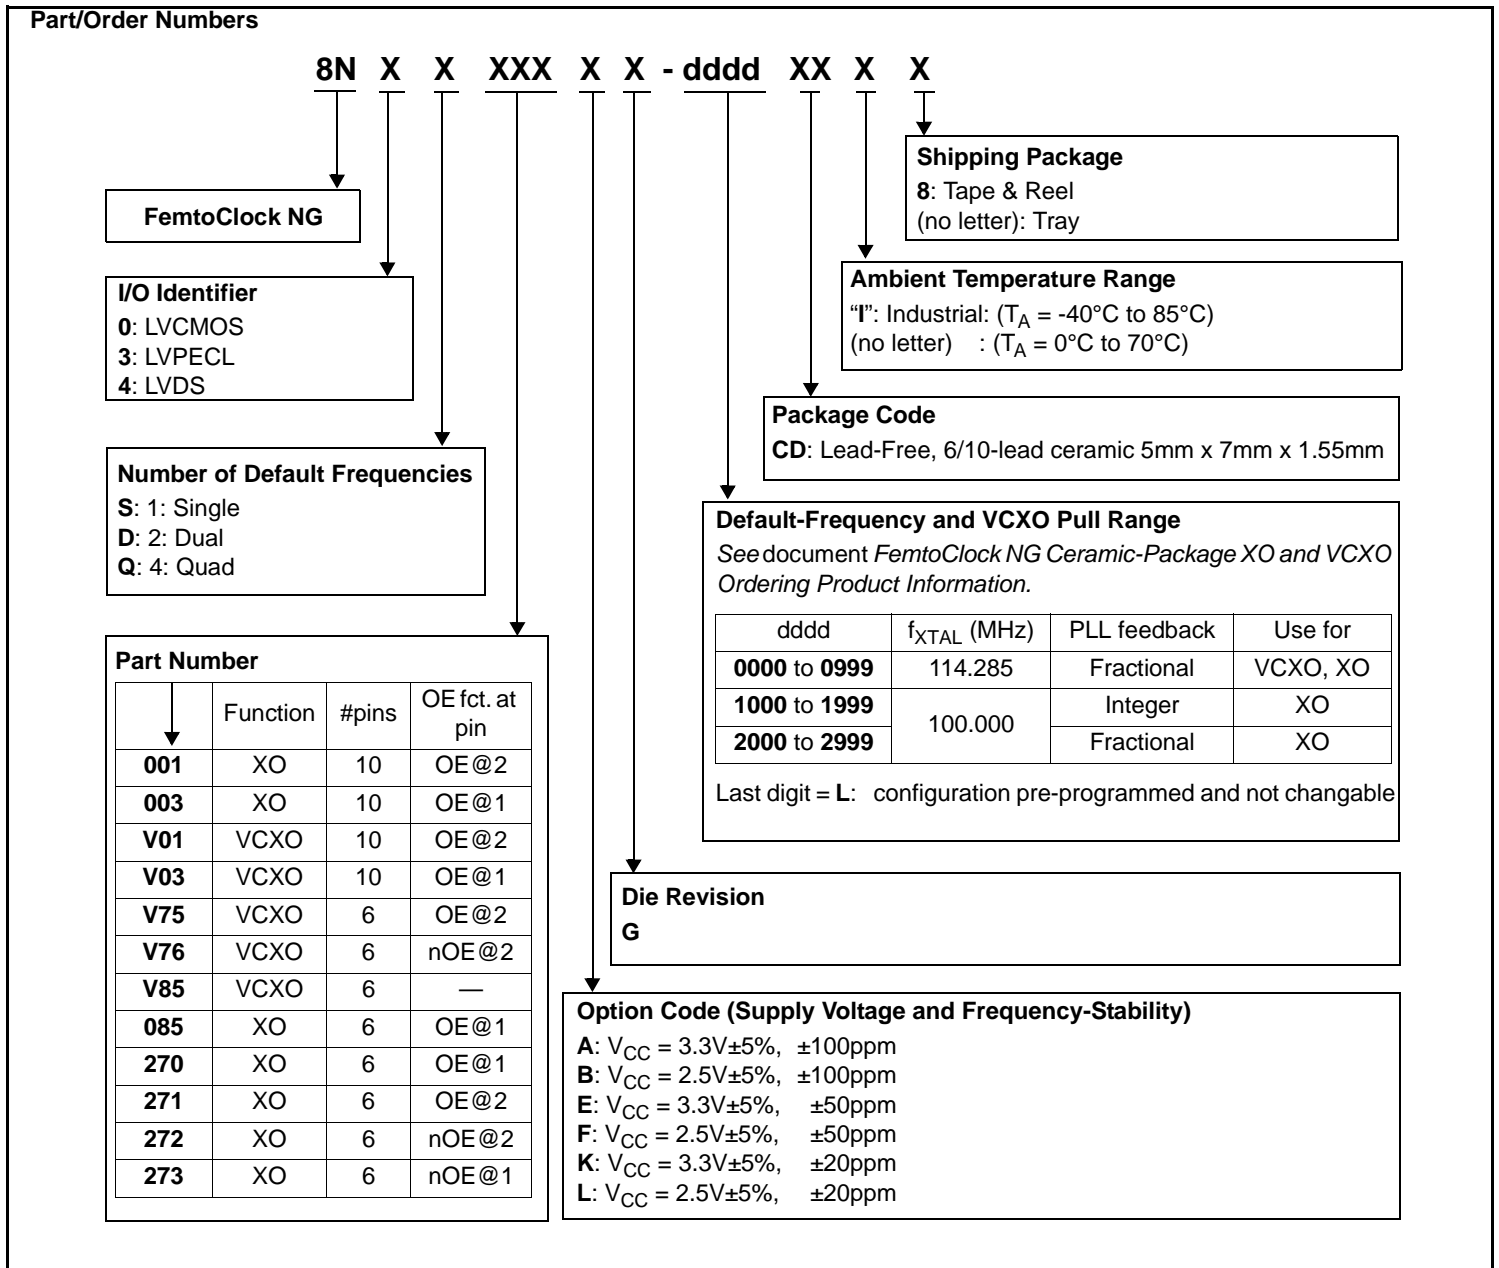 Part/Order Numbers
8N X X XXX X X - dddd XX X X
Shipping Package
8: Tape & Reel
(no letter): Tray
FemtoClock NG
Ambient Temperature Range
“I”: Industrial: (TA = -40°C to 85°C)
(no letter) : (TA = 0°C to 70°C)
I/O Identifier
0: LVCMOS
3: LVPECL
4: LVDS
Package Code
CD: Lead-Free, 6/10-lead ceramic 5mm x 7mm x 1.55mm
Number of Default Frequencies
S: 1: Single
D: 2: Dual
Q: 4: Quad
Default-Frequency and VCXO Pull Range
See document FemtoClock NG Ceramic-Package XO and VCXO
Ordering Product Information.
dddd fXTAL (MHz) PLL feedback Use for
0000 to 0999 114.285 Fractional VCXO, XO
1000 to 1999 100.000 Integer XO
2000 to 2999 Fractional XO
Last digit = L: configuration pre-programmed and not changable
Part Number
Function #pins OE fct. at
pin
001 XO 10 OE@2
003 XO 10 OE@1
V01 VCXO 10 OE@2
V03 VCXO 10 OE@1
V75 VCXO 6 OE@2
V76 VCXO 6 nOE@2
V85 VCXO 6 —
085 XO 6 OE@1
270 XO 6 OE@1
271 XO 6 OE@2
272 XO 6 nOE@2
273 XO 6 nOE@1
Die Revision
G
Option Code (Supply Voltage and Frequency-Stability)
A: VCC = 3.3V±5%, ±100ppm
B: VCC = 2.5V±5%, ±100ppm
E: VCC = 3.3V±5%, ±50ppm
F: VCC = 2.5V±5%, ±50ppm
K: VCC = 3.3V±5%, ±20ppm
L: VCC = 2.5V±5%, ±20ppm